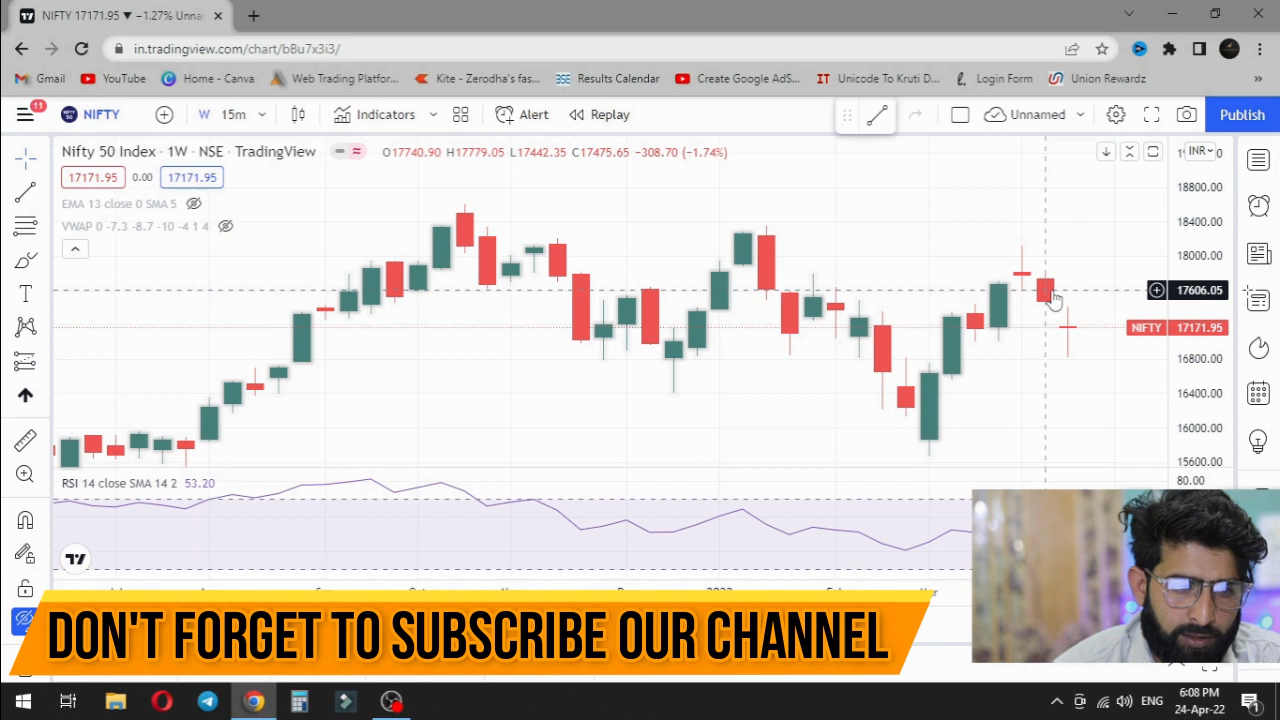 NIFTY 17171.95 ▼ −1.27% Unnar
in.tradingview.com/chart/b8u7x3i3/
Gmail YouTube Home - Canva Web Trading Platfor... Kite - Zerodha's fas... Results Calendar Create Google AdS... Unicode To Kruti D... Login Form Union Rewardz »
11 NIFTY W 15m Indicators Alert Replay Unnamed Publish
Nifty 50 Index · 1W · NSE · TradingView O17740.90 H17779.05 L17442.35 C17475.65 −308.70 (−1.74%) INR
17171.95 0.00 17171.95
18800.00
EMA 13 close 0 SMA 5
18400.00
VWAP 0 -7.3 -8.7 -10 -4 1 4
18000.00
17606.05
NIFTY 17171.95
16800.00
16400.00
16000.00
15600.00
RSI 14 close SMA 14 2 53.20
80.00
2022
DON'T FORGET TO SUBSCRIBE OUR CHANNEL
ENG
6:08 PM
24-Apr-22
1